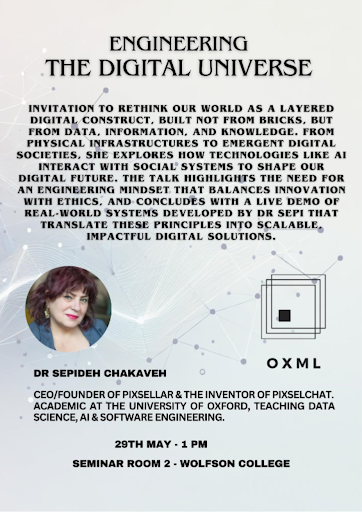 ENGINEERING
THE DIGITAL UNIVERSE
INVITATION TO RETHINK OUR WORLD AS A LAYERED
DIGITAL CONSTRUCT, BUILT NOT FROM BRICKS, BUT
FROM DATA, INFORMATION, AND KNOWLEDGE. FROM
PHYSICAL INFRASTRUCTURES TO EMERGENT DIGITAL
SOCIETIES, SHE EXPLORES HOW TECHNOLOGIES LIKE AI
INTERACT WITH SOCIAL SYSTEMS TO SHAPE OUR
DIGITAL FUTURE. THE TALK HIGHLIGHTS THE NEED FOR
AN ENGINEERING MINDSET THAT BALANCES INNOVATION
WITH ETHICS, AND CONCLUDES WITH A LIVE DEMO OF
REAL-WORLD SYSTEMS DEVELOPED BY DR SEPI THAT
TRANSLATE THESE PRINCIPLES INTO SCALABLE,
IMPACTFUL DIGITAL SOLUTIONS.
OXML
DR SEPIDEH CHAKAVEH
CEO/FOUNDER OF PIXSELLAR & THE INVENTOR OF PIXSELCHAT.
ACADEMIC AT THE UNIVERSITY OF OXFORD, TEACHING DATA
SCIENCE, AI & SOFTWARE ENGINEERING.
29TH MAY - 1 PM
SEMINAR ROOM 2 - WOLFSON COLLEGE